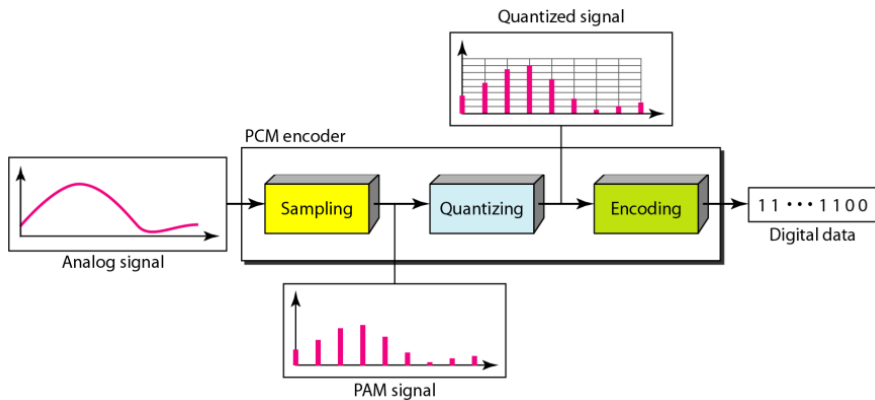 Quantized signal
PCM encoder
Sampling
Quantizing
Encoding
11 ··· 1100
Digital data
Analog signal
PAM signal